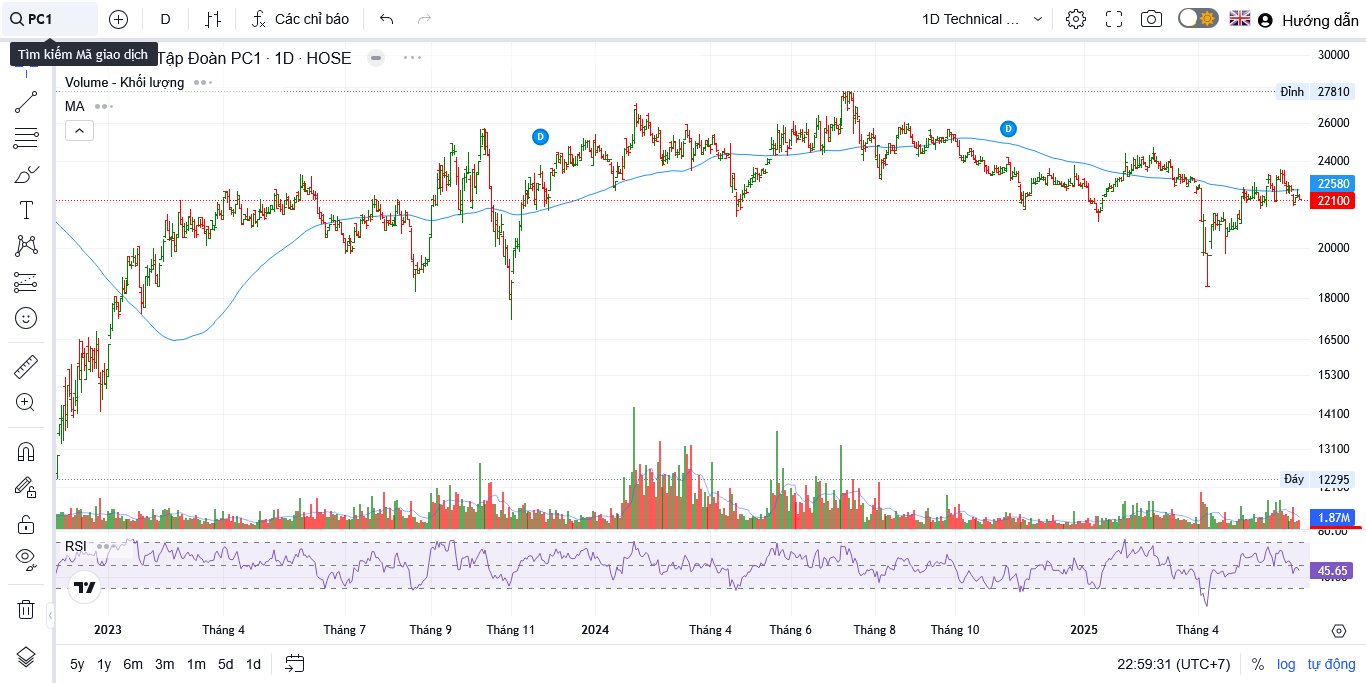 PC1
D
Các chỉ báo
1D Technical ...
Hướng dẫn
Tìm kiếm Mã giao dịch
Tập Đoàn PC1 · 1D · HOSE
Volume - Khối lượng
MA
D
D
30000
Đỉnh 27810
26000
24000
22580
22100
20000
18000
16500
15300
14100
13100
Đáy 12295
1.87M
80.00
RSI
45.65
2023 Tháng 4 Tháng 7 Tháng 9 Tháng 11 2024 Tháng 4 Tháng 6 Tháng 8 Tháng 10 2025 Tháng 4
5y 1y 6m 3m 1m 5d 1d
22:59:31 (UTC+7) % log tự động